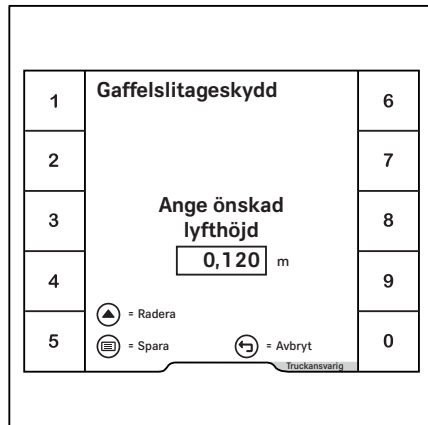 Gaffelslitageskydd
1
2
3
4
5
6
7
8
9
0
Ange önskad
lyfthöjd
0,120 m
= Radera
= Spara
= Avbryt
Truckansvarig